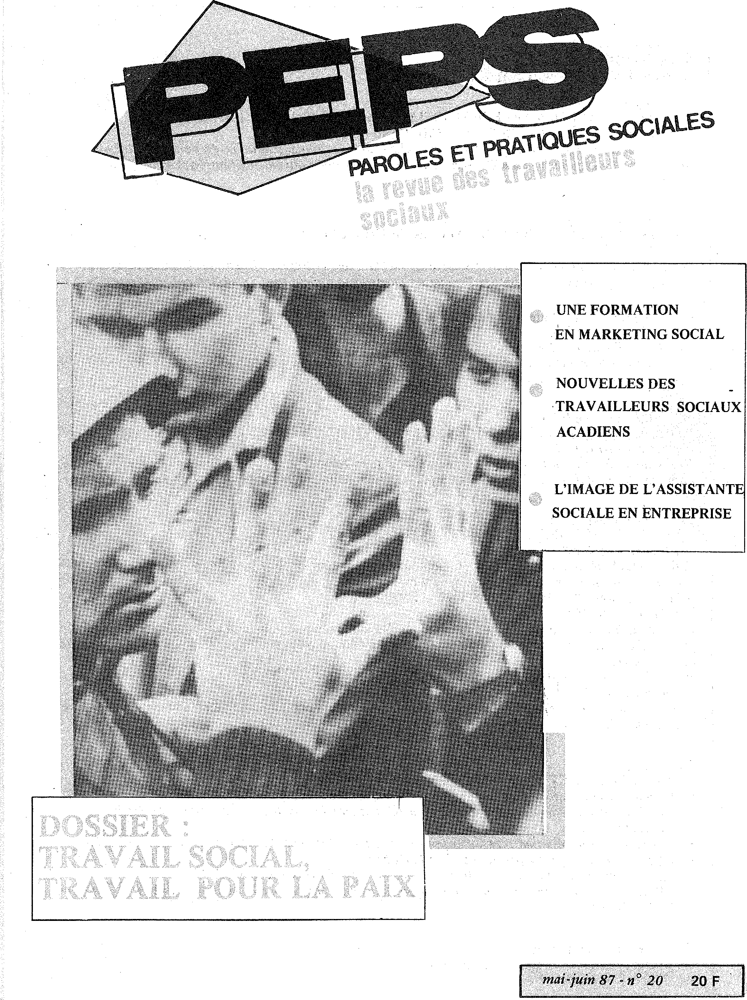 PEPS
PAROLES ET PRATIQUES SOCIALES
la revue des travailleurs
sociaux
UNE FORMATION
EN MARKETING SOCIAL
NOUVELLES DES
TRAVAILLEURS SOCIAUX
ACADIENS
L'IMAGE DE L'ASSISTANTE
SOCIALE EN ENTREPRISE
DOSSIER :
TRAVAIL SOCIAL,
TRAVAIL POUR LA PAIX
mai-juin 87 - n° 20 20 F